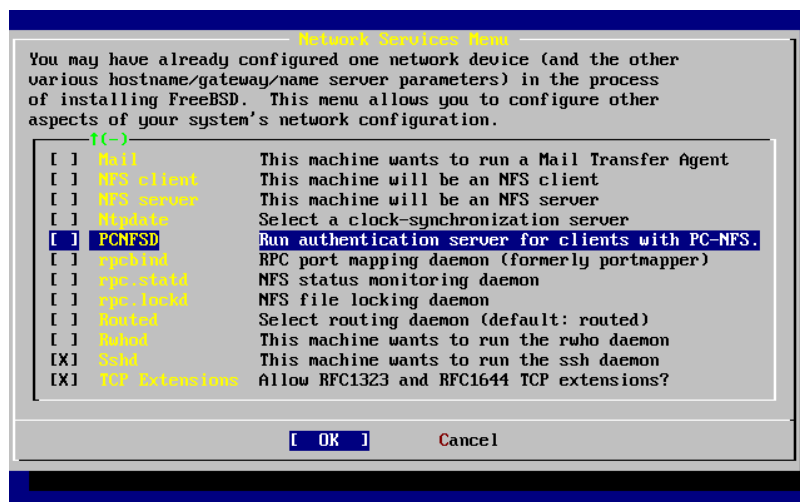 Network Services Menu
You may have already configured one network device (and the other
various hostname/gateway/name server parameters) in the process
of installing FreeBSD.  This menu allows you to configure other
aspects of your system's network configuration.
↑(-)
[ ] Mail This machine wants to run a Mail Transfer Agent
[ ] NFS client This machine will be an NFS client
[ ] NFS server This machine will be an NFS server
[ ] Ntpdate Select a clock-synchronization server
[ ] PCNFSD Run authentication server for clients with PC-NFS.
[ ] rpcbind RPC port mapping daemon (formerly portmapper)
[ ] rpc.statd NFS status monitoring daemon
[ ] rpc.lockd NFS file locking daemon
[ ] Routed Select routing daemon (default: routed)
[ ] Rwhod This machine wants to run the rwho daemon
[X] Sshd This machine wants to run the ssh daemon
[X] TCP Extensions Allow RFC1323 and RFC1644 TCP extensions?
[ OK ] Cancel